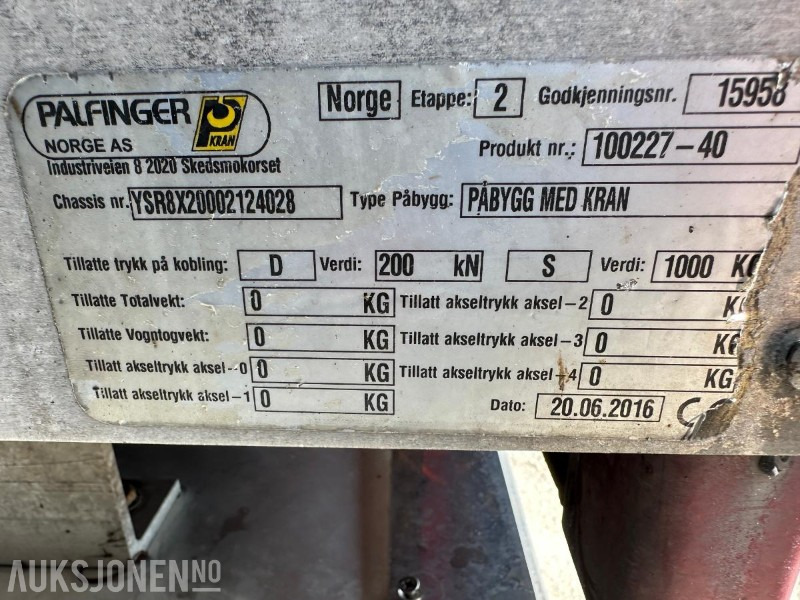 PALFINGER KRAN Norge Etappe: 2 Godkjenningsnr. 15958
NORGE AS Produkt nr.: 100227-40
Industriveien 8 2020 Skedsmokorset
Chassis nr. YSR8X20002124028 Type Påbygg: PÅBYGG MED KRAN
Tillatte trykk på kobling: D Verdi: 200 kN S Verdi: 1000 KG
Tillatte Totalvekt: 0 KG Tillatt akseltrykk aksel-2 0 KG
Tillatte Vogntogvekt: 0 KG Tillatt akseltrykk aksel-3 0 KG
Tillatt akseltrykk aksel-0 0 KG Tillatt akseltrykk aksel-4 0 KG
Tillatt akseltrykk aksel-1 0 KG Dato: 20.06.2016 CE
AUKSJONEN.NO